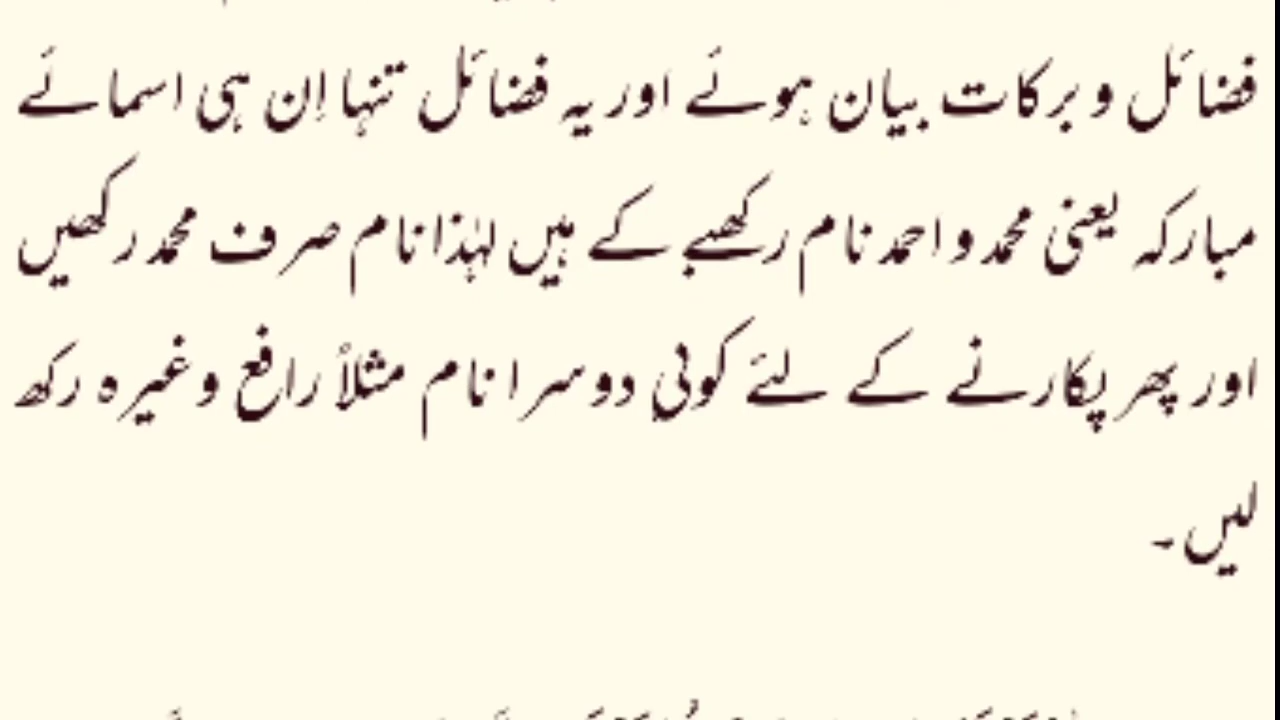 فضائل و برکات بیان ہوئے اور یہ فضائل تنہا اِن ہی اسمائے
مبارکہ یعنی محمد و احمد نام رکھے کے ہیں لہٰذا نام صرف محمد رکھیں
اور پھر پکارنے کے لئے کوئی دوسرا نام مثلاً رافع وغیرہ رکھ
لیں۔